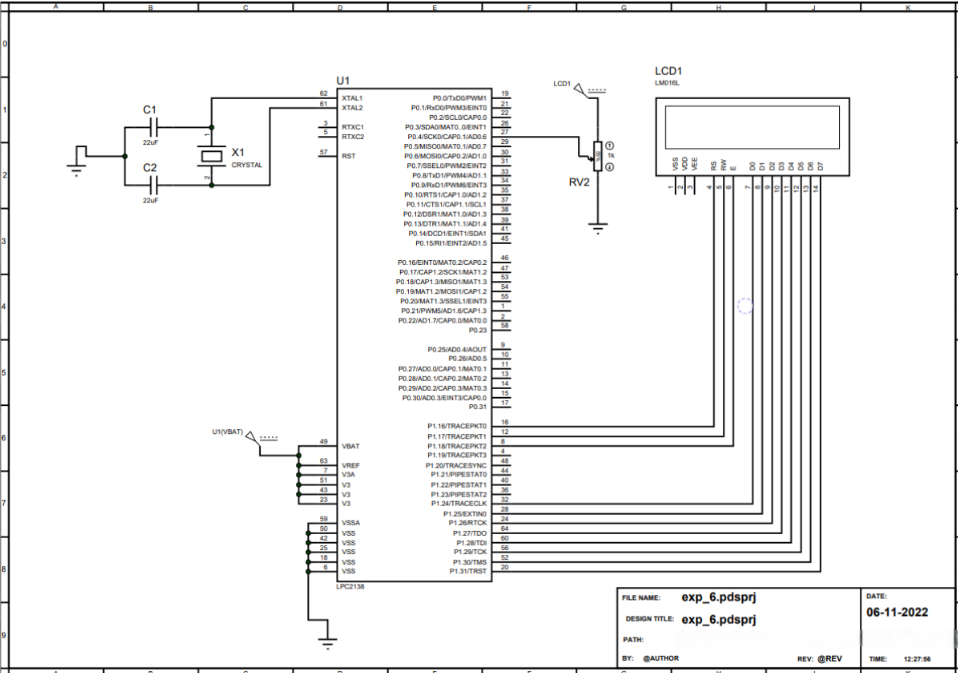 A B C D E F G H J K
0
1
2
3
4
5
6
7
8
9
C1
22uF
C2
22uF
X1
CRYSTAL
1
2
U1
62 XTAL1
61 XTAL2
3 RTXC1
5 RTXC2
57 RST
49 VBAT
63 VREF
7 V3A
51 V3
43 V3
23 V3
59 VSSA
50 VSS
42 VSS
25 VSS
18 VSS
6 VSS
U1(VBAT)
P0.0/TxD0/PWM1 19
P0.1/RxD0/PWM3/EINT0 21
P0.2/SCL0/CAP0.0 22
P0.3/SDA0/MAT0..0/EINT1 26
P0.4/SCK0/CAP0.1/AD0.6 27
P0.5/MISO0/MAT0.1/AD0.7 29
P0.6/MOSI0/CAP0.2/AD1.0 30
P0.7/SSEL0/PWM2/EINT2 31
P0.8/TxD1/PWM4/AD1.1 33
P0.9/RxD1/PWM6/EINT3 34
P0.10/RTS1/CAP1.0/AD1.2 35
P0.11/CTS1/CAP1.1/SCL1 37
P0.12/DSR1/MAT1.0/AD1.3 38
P0.13/DTR1/MAT1.1/AD1.4 39
P0.14/DCD1/EINT1/SDA1 41
P0.15/RI1/EINT2/AD1.5 45
P0.16/EINT0/MAT0.2/CAP0.2 46
P0.17/CAP1.2/SCK1/MAT1.2 47
P0.18/CAP1.3/MISO1/MAT1.3 53
P0.19/MAT1.2/MOSI1/CAP1.2 54
P0.20/MAT1.3/SSEL1/EINT3 55
P0.21/PWM5/AD1.6/CAP1.3 1
P0.22/AD1.7/CAP0.0/MAT0.0 2
P0.23 58
P0.25/AD0.4/AOUT 9
P0.26/AD0.5 10
P0.27/AD0.0/CAP0.1/MAT0.1 11
P0.28/AD0.1/CAP0.2/MAT0.2 13
P0.29/AD0.2/CAP0.3/MAT0.3 14
P0.30/AD0.3/EINT3/CAP0.0 15
P0.31 17
P1.16/TRACEPKT0 16
P1.17/TRACEPKT1 12
P1.18/TRACEPKT2 8
P1.19/TRACEPKT3 4
P1.20/TRACESYNC 48
P1.21/PIPESTAT0 44
P1.22/PIPESTAT1 40
P1.23/PIPESTAT2 36
P1.24/TRACECLK 32
P1.25/EXTIN0 28
P1.26/RTCK 24
P1.27/TDO 64
P1.28/TDI 60
P1.29/TCK 56
P1.30/TMS 52
P1.31/TRST 20
LPC2138
LCD1
RV2
1k
LCD1
LM016L
VSS VDD VEE RS RW E D0 D1 D2 D3 D4 D5 D6 D7
1 2 3 4 5 6 7 8 9 10 11 12 13 14
FILE NAME: exp_6.pdsprj
DESIGN TITLE: exp_6.pdsprj
PATH:
BY: @AUTHOR REV: @REV
DATE:
06-11-2022
TIME: 12:27:56